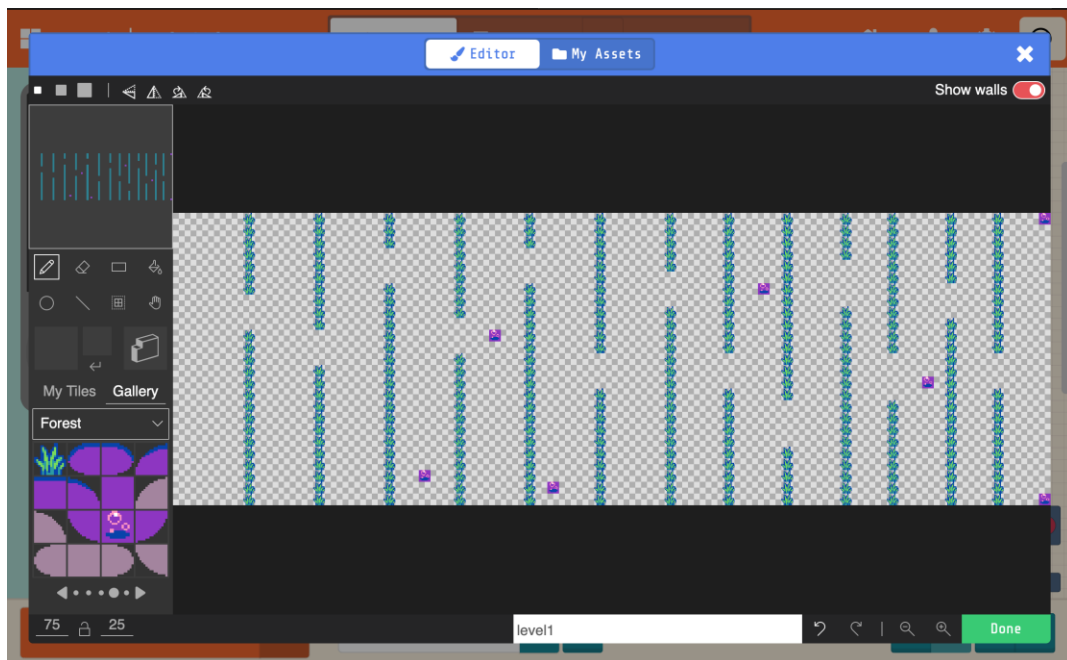 Editor
My Assets
Show walls
My Tiles
Gallery
Forest
75
25
level1
Done